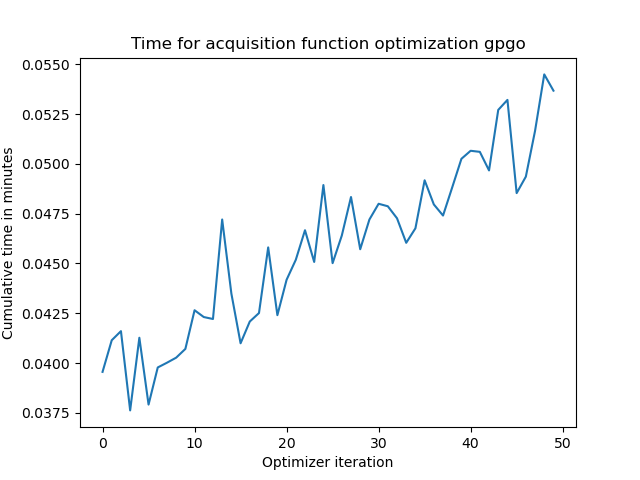 Time for acquisition function optimization gpgo
0.0550
0.0525
0.0500
0.0475
0.0450
0.0425
0.0400
0.0375
Cumulative time in minutes
0 10 20 30 40 50
Optimizer iteration